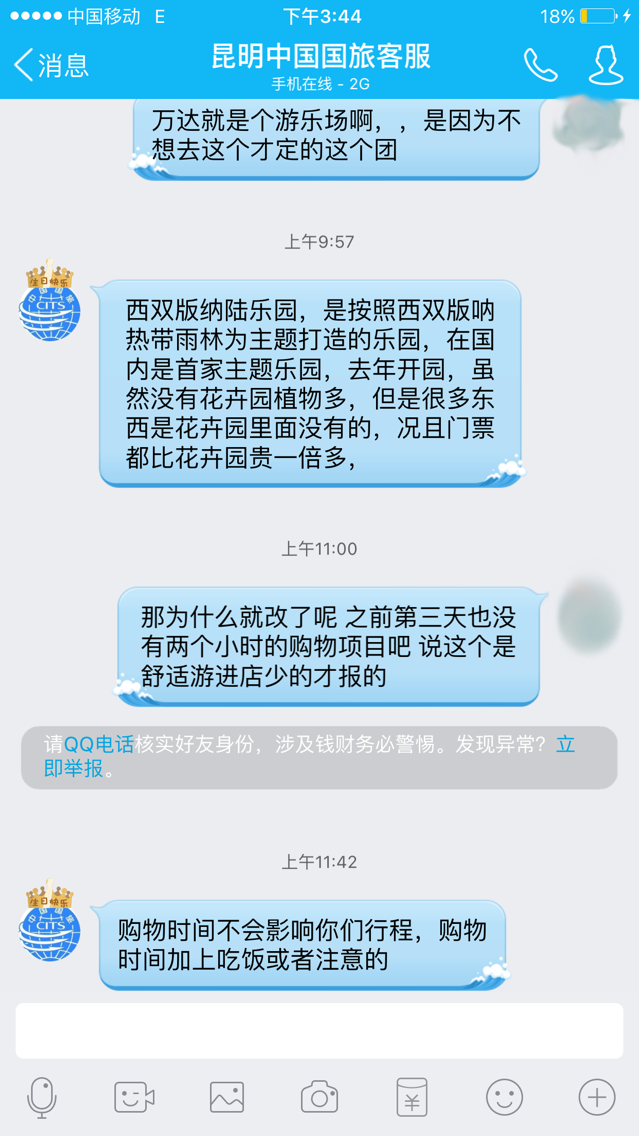 中国移动 E 下午3:44 18%
消息 昆明中国国旅客服
手机在线 - 2G
万达就是个游乐场啊，，是因为不
想去这个才定的这个团
上午9:57
生日快乐
中国国旅
CITS
西双版纳陆乐园，是按照西双版呐
热带雨林为主题打造的乐园，在国
内是首家主题乐园，去年开园，虽
然没有花卉园植物多，但是很多东
西是花卉园里面没有的，况且门票
都比花卉园贵一倍多，
上午11:00
那为什么就改了呢 之前第三天也没
有两个小时的购物项目吧 说这个是
舒适游进店少的才报的
请QQ电话核实好友身份，涉及钱财务必警惕。发现异常？立
即举报。
上午11:42
生日快乐
中国国旅
CITS
购物时间不会影响你们行程，购物
时间加上吃饭或者注意的
¥